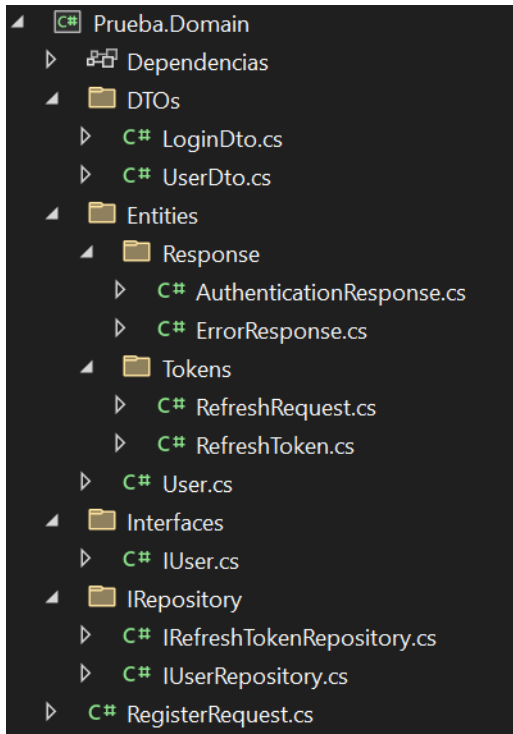 C# Prueba.Domain
Dependencias
DTOs
C# LoginDto.cs
C# UserDto.cs
Entities
Response
C# AuthenticationResponse.cs
C# ErrorResponse.cs
Tokens
C# RefreshRequest.cs
C# RefreshToken.cs
C# User.cs
Interfaces
C# IUser.cs
IRepository
C# IRefreshTokenRepository.cs
C# IUserRepository.cs
C# RegisterRequest.cs